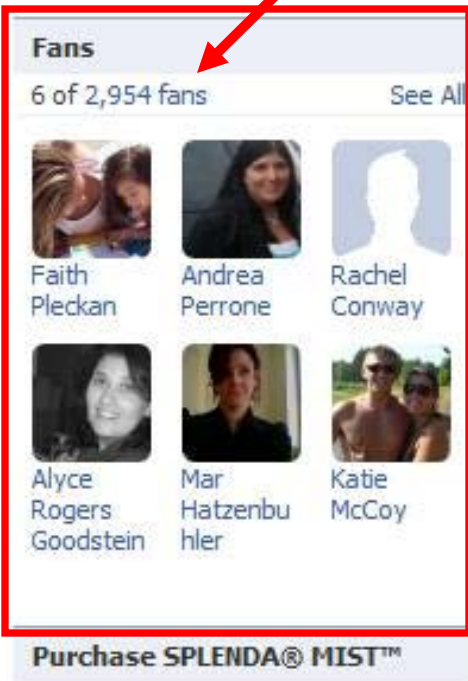 Fans
6 of 2,954 fans See All
Faith
Pleckan
Andrea
Perrone
Rachel
Conway
Alyce
Rogers
Goodstein
Mar
Hatzenbu
hler
Katie
McCoy
Purchase SPLENDA® MIST™